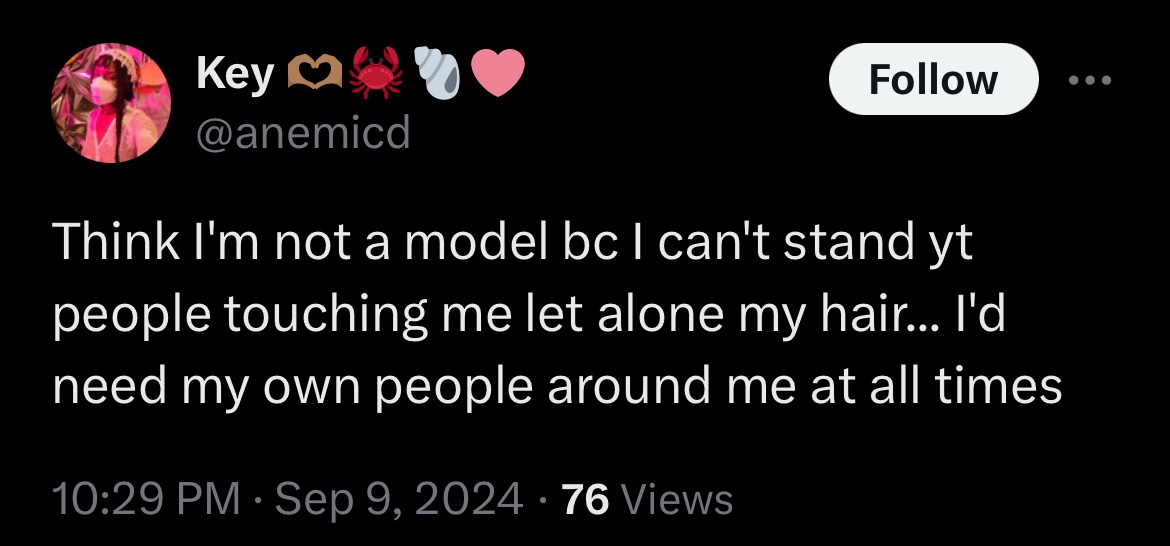 Key 🫶🏽🦀🐚🩷
Follow
@anemicd
Think I'm not a model bc I can't stand yt
people touching me let alone my hair... I'd
need my own people around me at all times
10:29 PM · Sep 9, 2024 · 76 Views